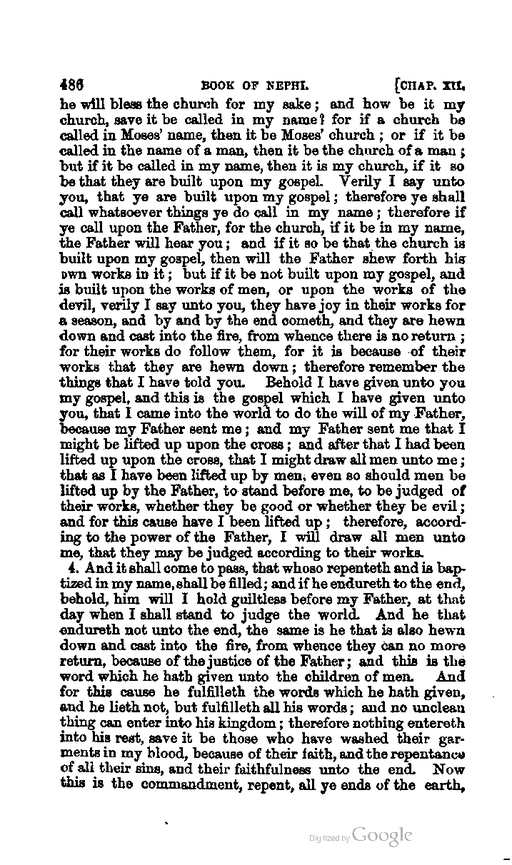 486 BOOK OF NEPHI. [CHAP. XII.
he will bless the church for my sake; and how be it my
church, save it be called in my name? for if a church be
called in Moses' name, then it be Moses' church; or if it be
called in the name of a man, then it be the church of a man;
but if it be called in my name, then it is my church, if it so
be that they are built upon my gospel. Verily I say unto
you, that ye are built upon my gospel; therefore ye shall
call whatsoever things ye do call in my name; therefore if
ye call upon the Father, for the church, if it be in my name,
the Father will hear you; and if it so be that the church is
built upon my gospel, then will the Father shew forth his
own works in it; but if it be not built upon my gospel, and
is built upon the works of men, or upon the works of the
devil, verily I say unto you, they have joy in their works for
a season, and by and by the end cometh, and they are hewn
down and cast into the fire, from whence there is no return;
for their works do follow them, for it is because of their
works that they are hewn down; therefore remember the
things that I have told you. Behold I have given unto you
my gospel, and this is the gospel which I have given unto
you, that I came into the world to do the will of my Father,
because my Father sent me; and my Father sent me that I
might be lifted up upon the cross; and after that I had been
lifted up upon the cross, that I might draw all men unto me;
that as I have been lifted up by men, even so should men be
lifted up by the Father, to stand before me, to be judged of
their works, whether they be good or whether they be evil;
and for this cause have I been lifted up; therefore, accord-
ing to the power of the Father, I will draw all men unto
me, that they may be judged according to their works.
4. And it shall come to pass, that whoso repenteth and is bap-
tized in my name, shall be filled; and if he endureth to the end,
behold, him will I hold guiltless before my Father, at that
day when I shall stand to judge the world. And he that
endureth not unto the end, the same is he that is also hewn
down and cast into the fire, from whence they can no more
return, because of the justice of the Father; and this is the
word which he hath given unto the children of men. And
for this cause he fulfilleth the words which he hath given,
and he lieth not, but fulfilleth all his words; and no unclean
thing can enter into his kingdom; therefore nothing entereth
into his rest, save it be those who have washed their gar-
ments in my blood, because of their faith, and the repentance
of all their sins, and their faithfulness unto the end. Now
this is the commandment, repent, all ye ends of the earth,
Digitized by Google